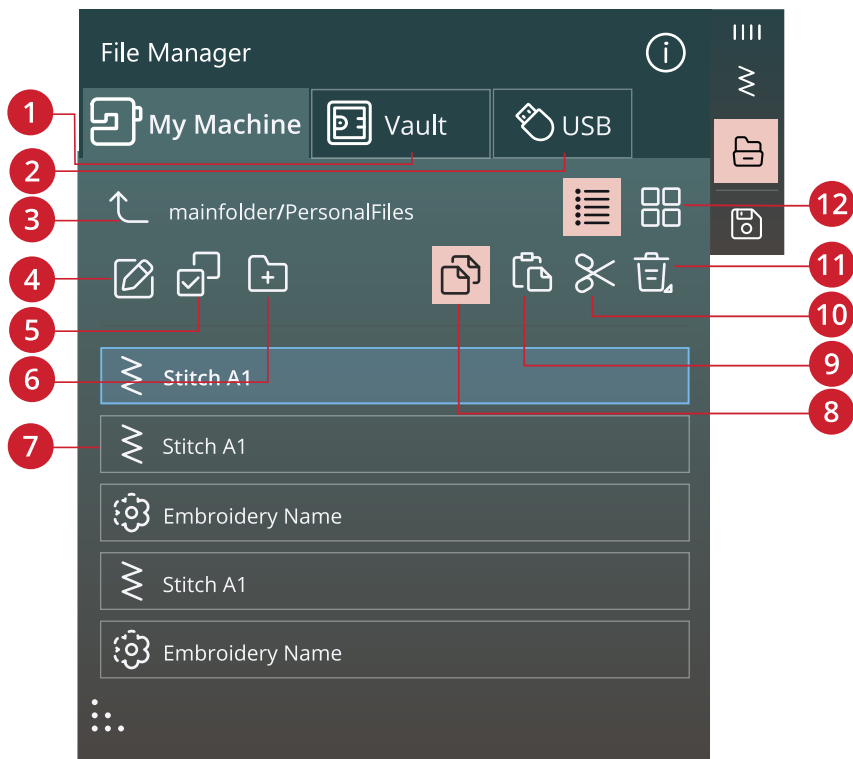 File Manager
1
My Machine Vault USB
2
3 mainfolder/PersonalFiles 12
4 11
5 10
6 Stitch A1 9
8
7 Stitch A1
Embroidery Name
Stitch A1
Embroidery Name